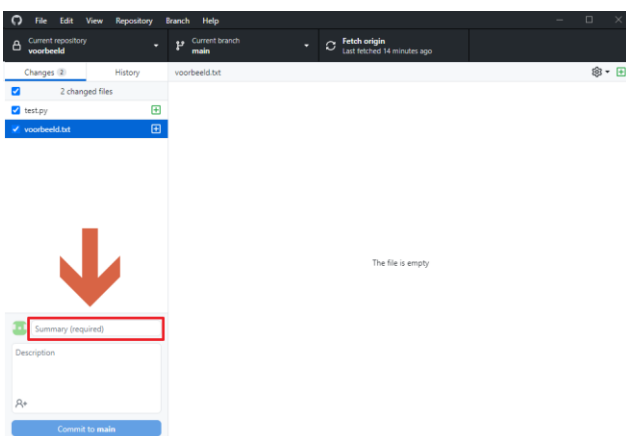 File Edit View Repository Branch Help
Current repository
voorbeeld
Current branch
main
Fetch origin
Last fetched 14 minutes ago
Changes 2 History
voorbeeld.txt
2 changed files
test.py
voorbeeld.txt
The file is empty
Summary (required)
Description
Commit to main